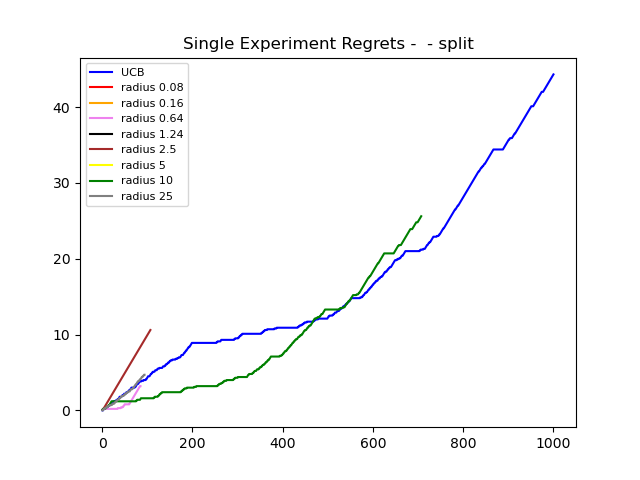 Single Experiment Regrets -  - split
UCB
radius 0.08
radius 0.16
radius 0.64
radius 1.24
radius 2.5
radius 5
radius 10
radius 25
40
30
20
10
0
0 200 400 600 800 1000